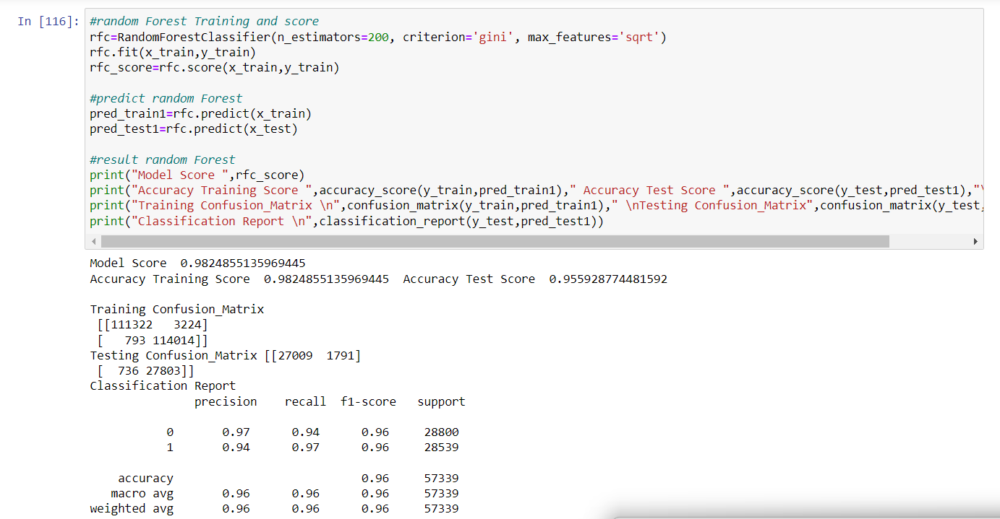 In [116]: #random Forest Training and score
rfc=RandomForestClassifier(n_estimators=200, criterion='gini', max_features='sqrt')
rfc.fit(x_train,y_train)
rfc_score=rfc.score(x_train,y_train)
#predict random Forest
pred_train1=rfc.predict(x_train)
pred_test1=rfc.predict(x_test)
#result random Forest
print("Model Score ",rfc_score)
print("Accuracy Training Score ",accuracy_score(y_train,pred_train1)," Accuracy Test Score ",accuracy_score(y_test,pred_test1),"\
print("Training Confusion_Matrix \n",confusion_matrix(y_train,pred_train1)," \nTesting Confusion_Matrix",confusion_matrix(y_test,
print("Classification Report \n",classification_report(y_test,pred_test1))
Model Score  0.9824855135969445
Accuracy Training Score  0.9824855135969445  Accuracy Test Score  0.955928774481592
Training Confusion_Matrix
[[111322   3224]
[   793 114014]]
Testing Confusion_Matrix [[27009  1791]
[  736 27803]]
Classification Report
precision    recall  f1-score   support
0       0.97      0.94      0.96     28800
1       0.94      0.97      0.96     28539
accuracy                           0.96     57339
macro avg       0.96      0.96      0.96     57339
weighted avg       0.96      0.96      0.96     57339